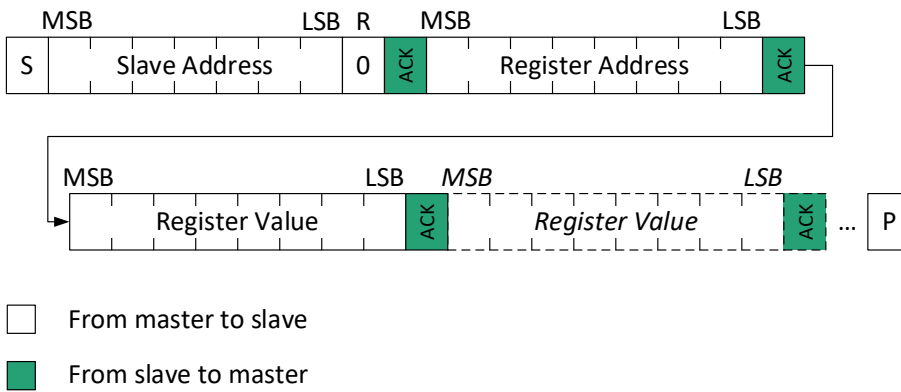 MSB LSB R MSB LSB
S Slave Address 0 ACK Register Address ACK
MSB LSB MSB LSB
Register Value ACK Register Value ACK ... P
From master to slave
From slave to master